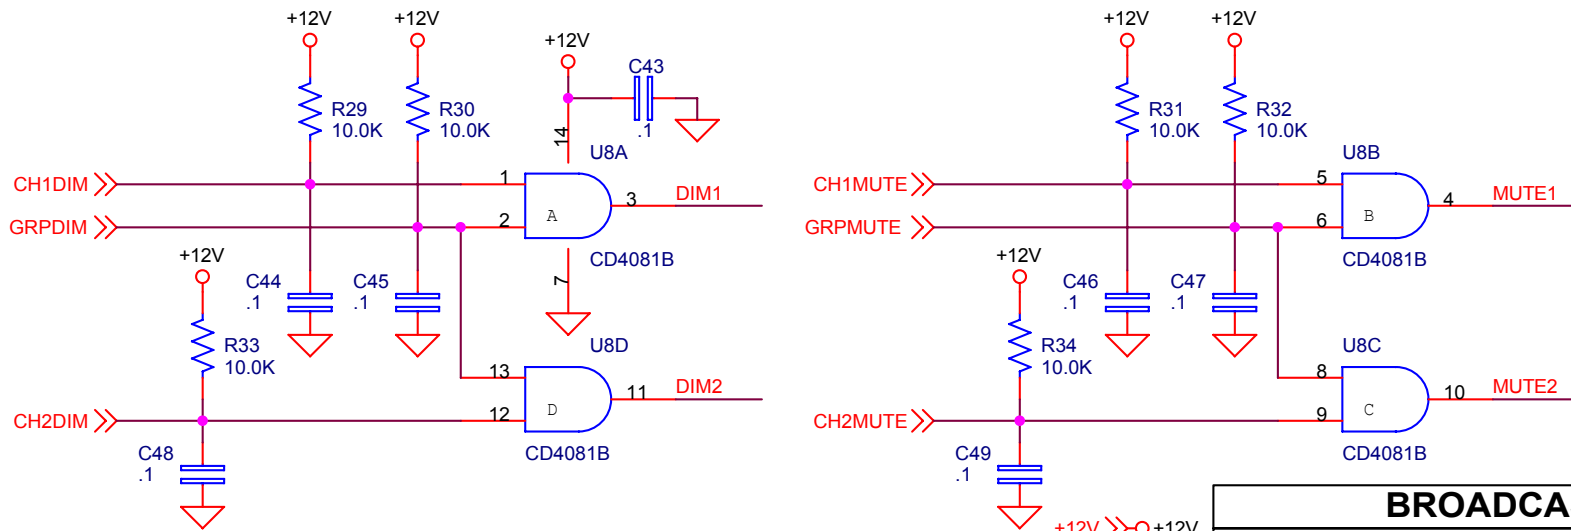 +12V
+12V
+12V
+12V
+12V
C43
.1
R29
10.0K
R30
10.0K
R31
10.0K
R32
10.0K
14
U8A
U8B
CH1DIM
1
3
DIM1
A
GRPDIM
2
CD4081B
7
CH1MUTE
5
4
MUTE1
B
GRPMUTE
6
CD4081B
+12V
C44
.1
C45
.1
+12V
C46
.1
C47
.1
R33
10.0K
U8D
R34
10.0K
U8C
13
11
DIM2
D
CH2DIM
12
CD4081B
8
10
MUTE2
C
CH2MUTE
9
CD4081B
C48
.1
C49
.1
+12V
+12V
BROADCA